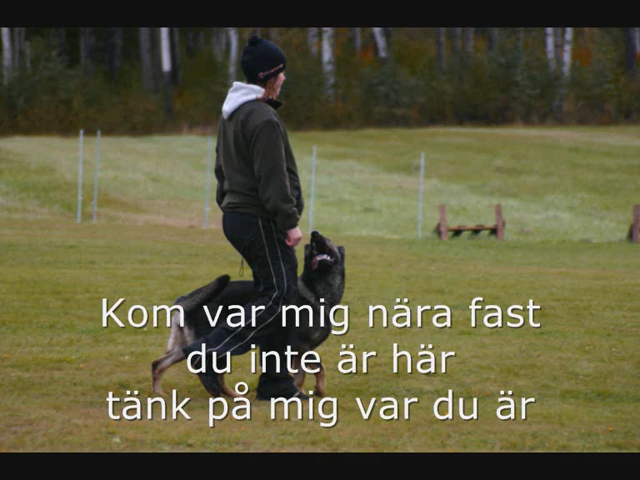 Kom var mig nära fast
du inte är här
tänk på mig var du är